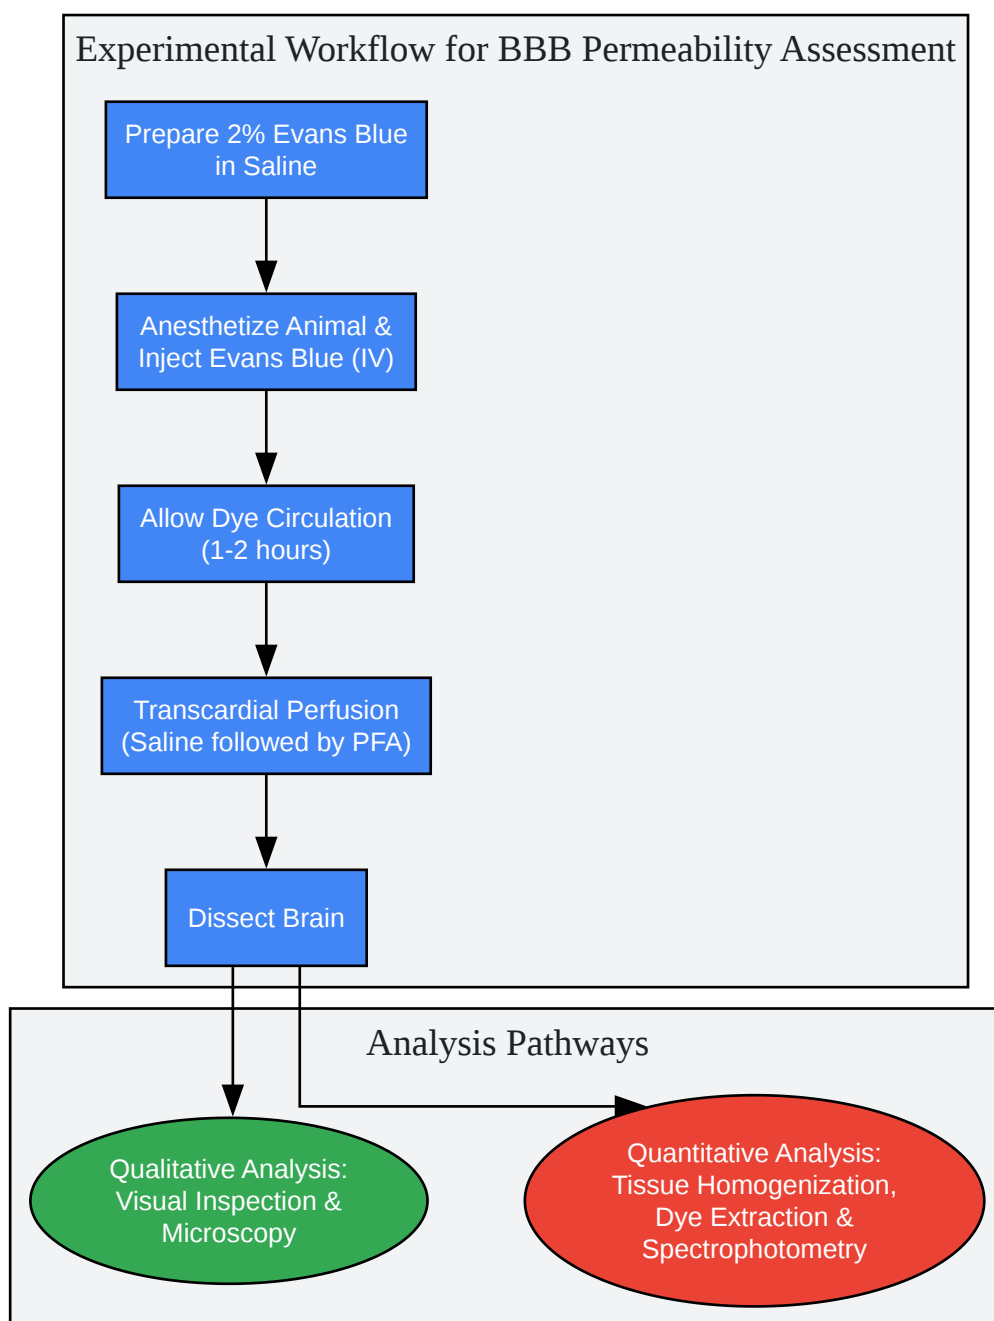 Experimental Workflow for BBB Permeability Assessment
Prepare 2% Evans Blue
in Saline
Anesthetize Animal &
Inject Evans Blue (IV)
Allow Dye Circulation
(1-2 hours)
Transcardial Perfusion
(Saline followed by PFA)
Dissect Brain
Analysis Pathways
Qualitative Analysis:
Visual Inspection &
Microscopy
Quantitative Analysis:
Tissue Homogenization,
Dye Extraction &
Spectrophotometry